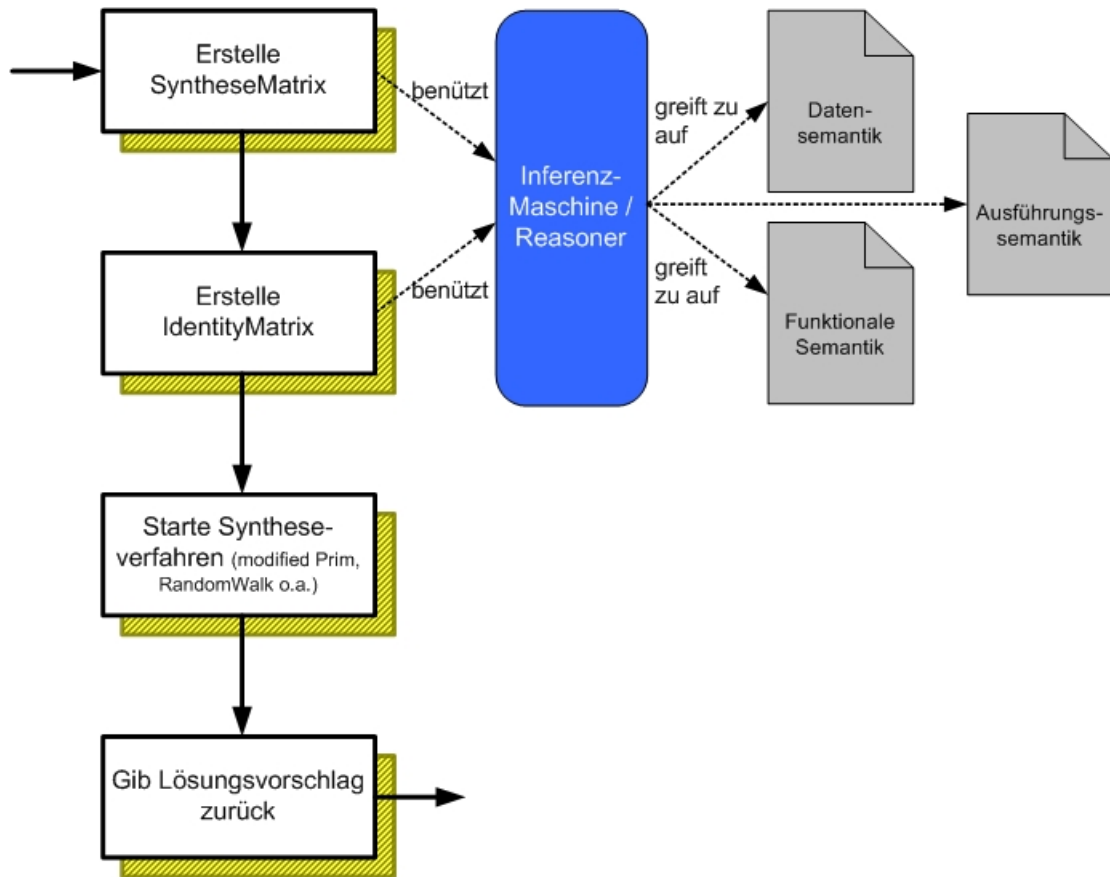 Erstelle
SyntheseMatrix
benützt
greift zu
auf
Daten-
semantik
Inferenz-
Maschine /
Reasoner
Ausführungs-
semantik
Erstelle
IdentityMatrix
benützt
greift
zu auf
Funktionale
Semantik
Starte Synthese-
verfahren (modified Prim,
RandomWalk o.a.)
Gib Lösungsvorschlag
zurück